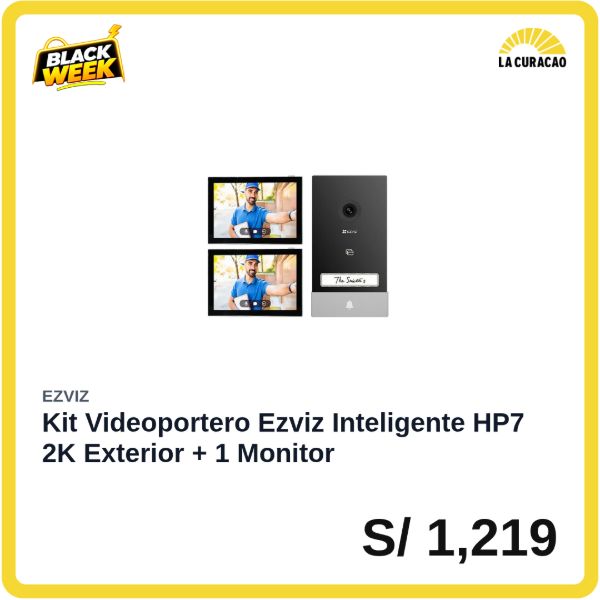 BLACK
WEEK
LA CURACAO
EZVIZ
The Smith's
EZVIZ
Kit Videoportero Ezviz Inteligente HP7
2K Exterior + 1 Monitor
S/ 1,219